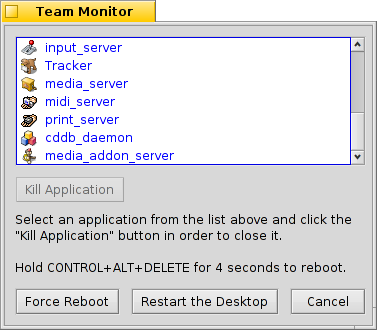 Team Monitor
input_server
Tracker
media_server
midi_server
print_server
cddb_daemon
media_addon_server
Kill Application
Select an application from the list above and click the
"Kill Application" button in order to close it.
Hold CONTROL+ALT+DELETE for 4 seconds to reboot.
Force Reboot
Restart the Desktop
Cancel